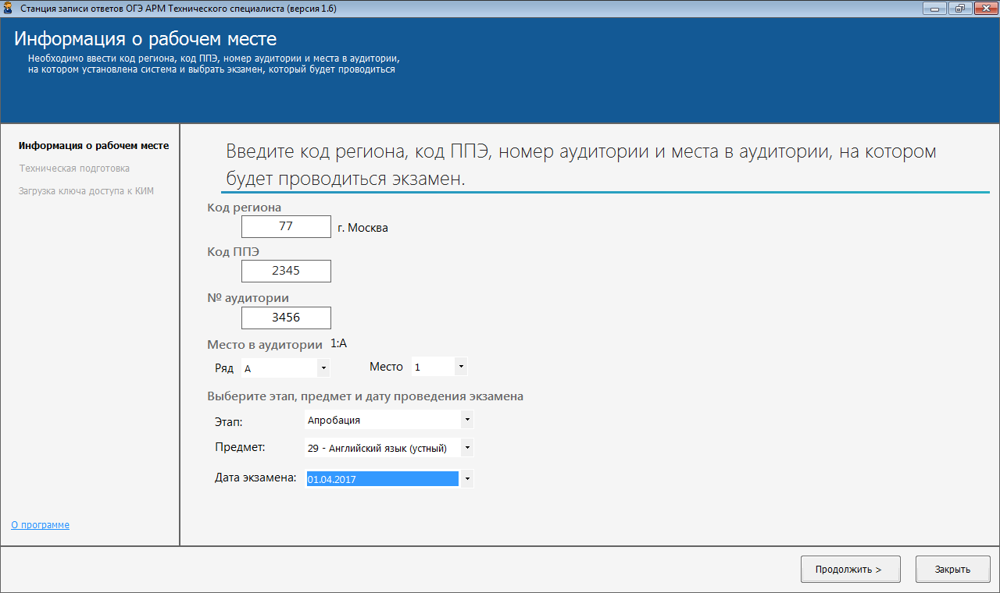 Станция записи ответов ОГЭ АРМ Технического специалиста (версия 1.6)
Информация о рабочем месте
Необходимо ввести код региона, код ППЭ, номер аудитории и места в аудитории,
на котором установлена система и выбрать экзамен, который будет проводиться
Информация о рабочем месте
Техническая подготовка
Загрузка ключа доступа к КИМ
О программе
Введите код региона, код ППЭ, номер аудитории и места в аудитории, на котором
будет проводиться экзамен.
Код региона
77 г. Москва
Код ППЭ
2345
№ аудитории
3456
Место в аудитории 1:А
Ряд А Место 1
Выберите этап, предмет и дату проведения экзамена
Этап: Апробация
Предмет: 29 - Английский язык (устный)
Дата экзамена: 01.04.2017
Продолжить > Закрыть